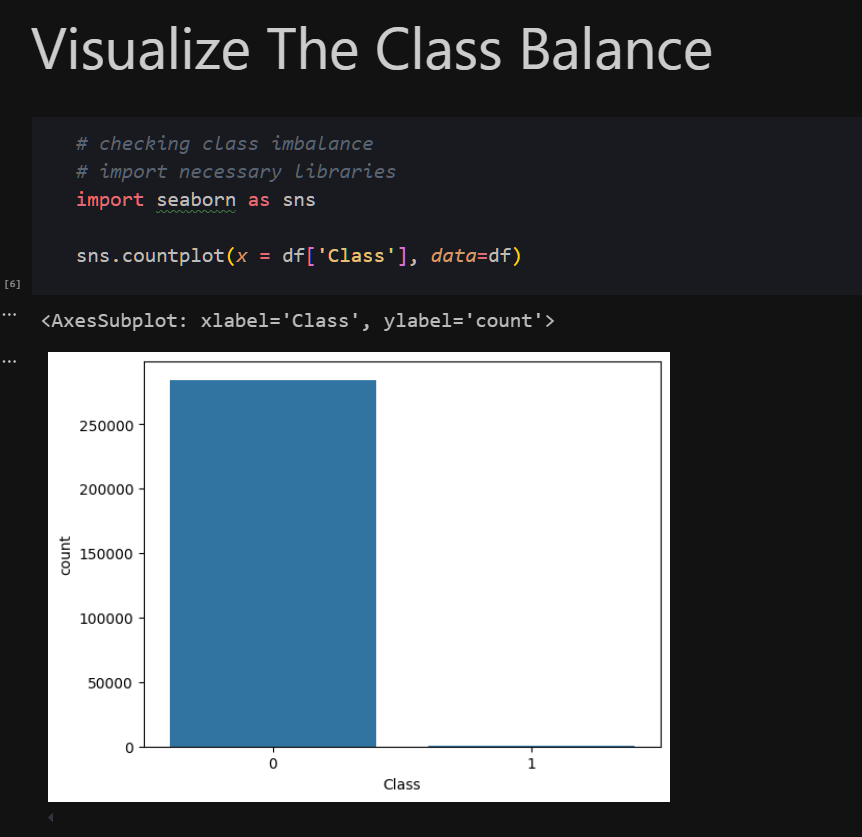 Visualize The Class Balance
# checking class imbalance
# import necessary libraries
import seaborn as sns
sns.countplot(x = df['Class'], data=df)
[6]
...
<AxesSubplot: xlabel='Class', ylabel='count'>
...
250000
200000
150000
100000
50000
0
count
0 1
Class